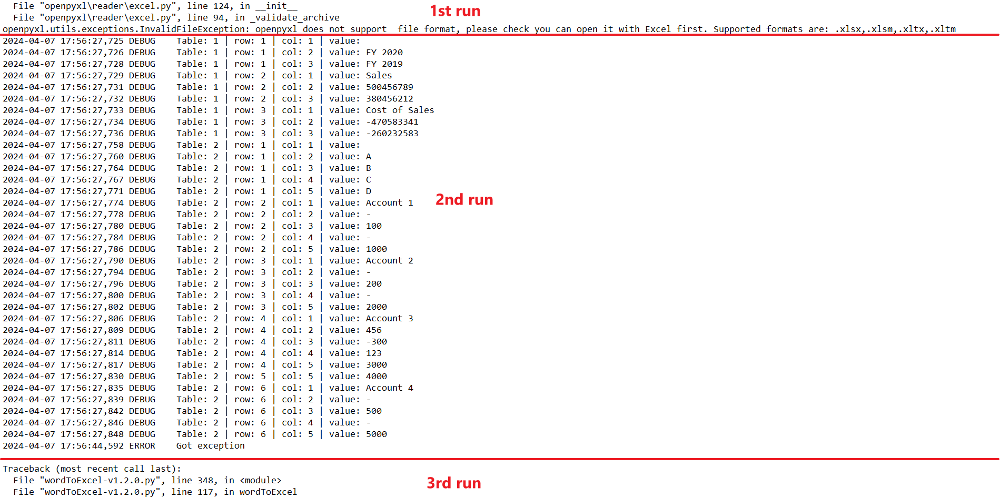 File "openpyxl\reader\excel.py", line 124, in __init__
1st run
File "openpyxl\reader\excel.py", line 94, in _validate_archive
openpyxl.utils.exceptions.InvalidFileException: openpyxl does not support  file format, please check you can open it with Excel first. Supported formats are: .xlsx,.xlsm,.xltx,.xltm
2024-04-07 17:56:27,725 DEBUG    Table: 1 | row: 1 | col: 1 | value:
2024-04-07 17:56:27,726 DEBUG    Table: 1 | row: 1 | col: 2 | value: FY 2020
2024-04-07 17:56:27,728 DEBUG    Table: 1 | row: 1 | col: 3 | value: FY 2019
2024-04-07 17:56:27,729 DEBUG    Table: 1 | row: 2 | col: 1 | value: Sales
2024-04-07 17:56:27,731 DEBUG    Table: 1 | row: 2 | col: 2 | value: 500456789
2024-04-07 17:56:27,732 DEBUG    Table: 1 | row: 2 | col: 3 | value: 380456212
2024-04-07 17:56:27,733 DEBUG    Table: 1 | row: 3 | col: 1 | value: Cost of Sales
2024-04-07 17:56:27,734 DEBUG    Table: 1 | row: 3 | col: 2 | value: -470583341
2024-04-07 17:56:27,736 DEBUG    Table: 1 | row: 3 | col: 3 | value: -260232583
2024-04-07 17:56:27,758 DEBUG    Table: 2 | row: 1 | col: 1 | value:
2024-04-07 17:56:27,760 DEBUG    Table: 2 | row: 1 | col: 2 | value: A
2024-04-07 17:56:27,764 DEBUG    Table: 2 | row: 1 | col: 3 | value: B
2024-04-07 17:56:27,767 DEBUG    Table: 2 | row: 1 | col: 4 | value: C
2024-04-07 17:56:27,771 DEBUG    Table: 2 | row: 1 | col: 5 | value: D
2nd run
2024-04-07 17:56:27,774 DEBUG    Table: 2 | row: 2 | col: 1 | value: Account 1
2024-04-07 17:56:27,778 DEBUG    Table: 2 | row: 2 | col: 2 | value: -
2024-04-07 17:56:27,780 DEBUG    Table: 2 | row: 2 | col: 3 | value: 100
2024-04-07 17:56:27,784 DEBUG    Table: 2 | row: 2 | col: 4 | value: -
2024-04-07 17:56:27,786 DEBUG    Table: 2 | row: 2 | col: 5 | value: 1000
2024-04-07 17:56:27,790 DEBUG    Table: 2 | row: 3 | col: 1 | value: Account 2
2024-04-07 17:56:27,794 DEBUG    Table: 2 | row: 3 | col: 2 | value: -
2024-04-07 17:56:27,796 DEBUG    Table: 2 | row: 3 | col: 3 | value: 200
2024-04-07 17:56:27,800 DEBUG    Table: 2 | row: 3 | col: 4 | value: -
2024-04-07 17:56:27,802 DEBUG    Table: 2 | row: 3 | col: 5 | value: 2000
2024-04-07 17:56:27,806 DEBUG    Table: 2 | row: 4 | col: 1 | value: Account 3
2024-04-07 17:56:27,809 DEBUG    Table: 2 | row: 4 | col: 2 | value: 456
2024-04-07 17:56:27,811 DEBUG    Table: 2 | row: 4 | col: 3 | value: -300
2024-04-07 17:56:27,814 DEBUG    Table: 2 | row: 4 | col: 4 | value: 123
2024-04-07 17:56:27,817 DEBUG    Table: 2 | row: 4 | col: 5 | value: 3000
2024-04-07 17:56:27,830 DEBUG    Table: 2 | row: 5 | col: 5 | value: 4000
2024-04-07 17:56:27,835 DEBUG    Table: 2 | row: 6 | col: 1 | value: Account 4
2024-04-07 17:56:27,839 DEBUG    Table: 2 | row: 6 | col: 2 | value: -
2024-04-07 17:56:27,842 DEBUG    Table: 2 | row: 6 | col: 3 | value: 500
2024-04-07 17:56:27,846 DEBUG    Table: 2 | row: 6 | col: 4 | value: -
2024-04-07 17:56:27,848 DEBUG    Table: 2 | row: 6 | col: 5 | value: 5000
2024-04-07 17:56:44,592 ERROR    Got exception
Traceback (most recent call last):
File "wordToExcel-v1.2.0.py", line 348, in <module>
3rd run
File "wordToExcel-v1.2.0.py", line 117, in wordToExcel